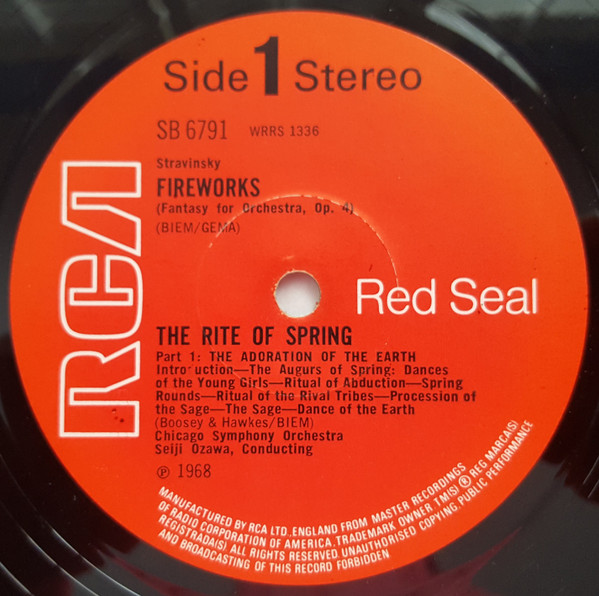 Side 1 Stereo
SB 6791 WRRS 1336
Stravinsky
FIREWORKS
(Fantasy for Orchestra, Op. 4)
(BIEM/GEMA)
RCA
Red Seal
THE RITE OF SPRING
Part 1: THE ADORATION OF THE EARTH
Introduction—The Augurs of Spring: Dances
of the Young Girls—Ritual of Abduction—Spring
Rounds—Ritual of the Rival Tribes—Procession of
the Sage—The Sage—Dance of the Earth
(Boosey & Hawkes/BIEM)
Chicago Symphony Orchestra
Seiji Ozawa, Conducting
℗ 1968
MANUFACTURED BY RCA LTD., ENGLAND FROM MASTER RECORDINGS
OF RADIO CORPORATION OF AMERICA. TRADEMARK OWNER TM(S) ® REG MARCA(S)
REGISTRADA(S) ALL RIGHTS RESERVED. UNAUTHORISED COPYING, PUBLIC PERFORMANCE
AND BROADCASTING OF THIS RECORD FORBIDDEN